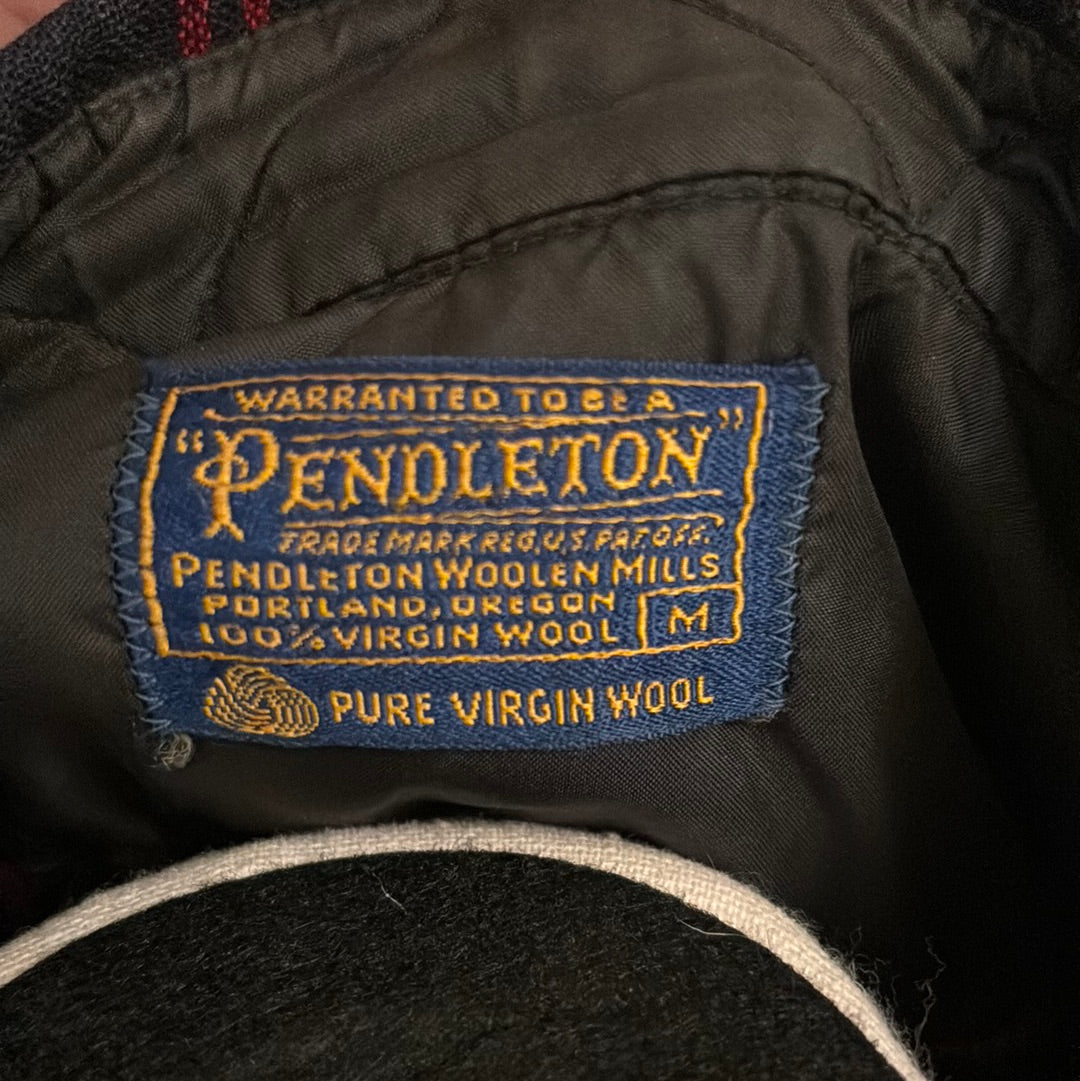 WARRANTED TO BE A
"PENDLETON"
TRADE MARK REG. U.S. PAT. OFF.
PENDLETON WOOLEN MILLS
PORTLAND, OREGON
100% VIRGIN WOOL M
PURE VIRGIN WOOL